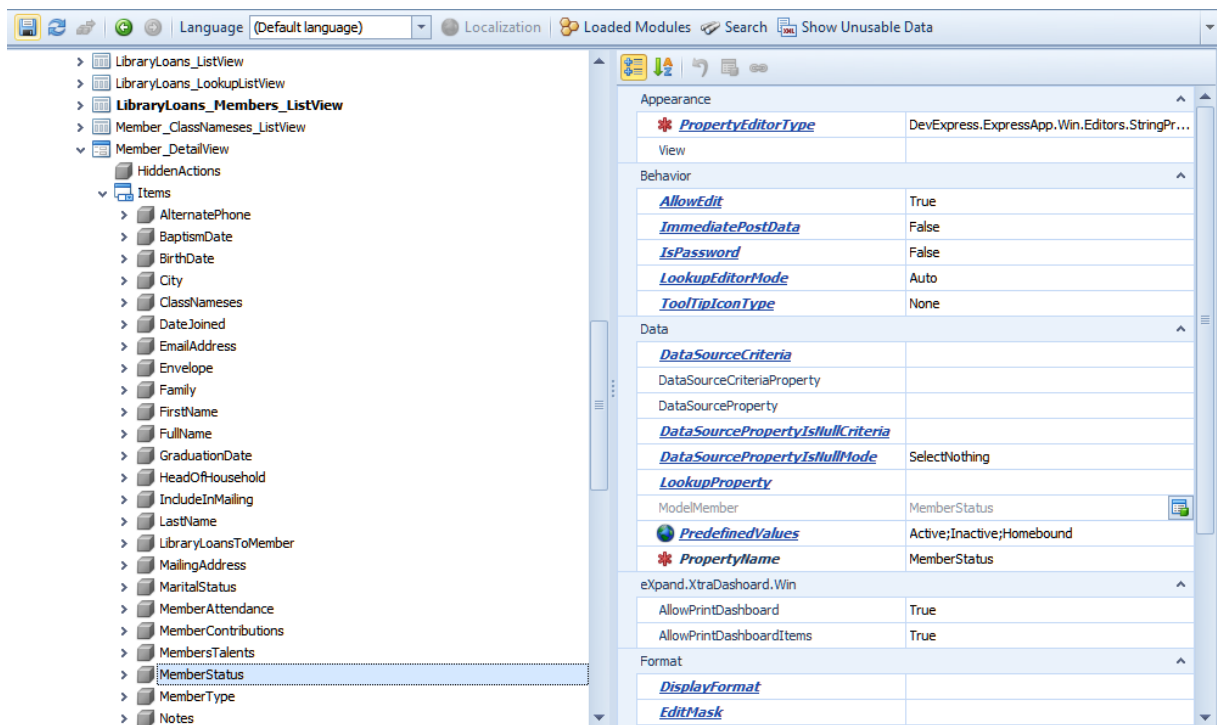 Language (Default language) Localization Loaded Modules Search Show Unusable Data
LibraryLoans_ListView
LibraryLoans_LookupListView
LibraryLoans_Members_ListView
Member_ClassNameses_ListView
Member_DetailView
HiddenActions
Items
AlternatePhone
BaptismDate
BirthDate
City
ClassNameses
DateJoined
EmailAddress
Envelope
Family
FirstName
FullName
GraduationDate
HeadOfHousehold
IncludeInMailing
LastName
LibraryLoansToMember
MailingAddress
MaritalStatus
MemberAttendance
MemberContributions
MembersTalents
MemberStatus
MemberType
Notes
Appearance
PropertyEditorType DevExpress.ExpressApp.Win.Editors.StringPr...
View
Behavior
AllowEdit True
ImmediatePostData False
IsPassword False
LookupEditorMode Auto
ToolTipIconType None
Data
DataSourceCriteria
DataSourceCriteriaProperty
DataSourceProperty
DataSourcePropertyIsNullCriteria
DataSourcePropertyIsNullMode SelectNothing
LookupProperty
ModelMember MemberStatus
PredefinedValues Active;Inactive;Homebound
PropertyName MemberStatus
eXpand.XtraDashoard.Win
AllowPrintDashboard True
AllowPrintDashboardItems True
Format
DisplayFormat
EditMask